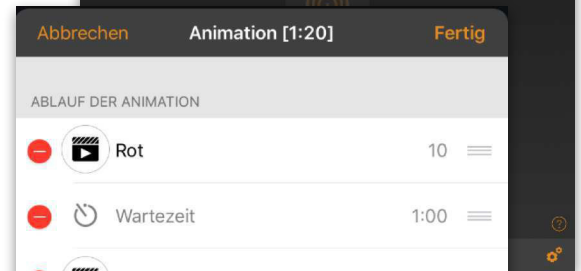 Abbrechen Animation [1:20] Fertig
ABLAUF DER ANIMATION
Rot 10
Wartezeit 1:00